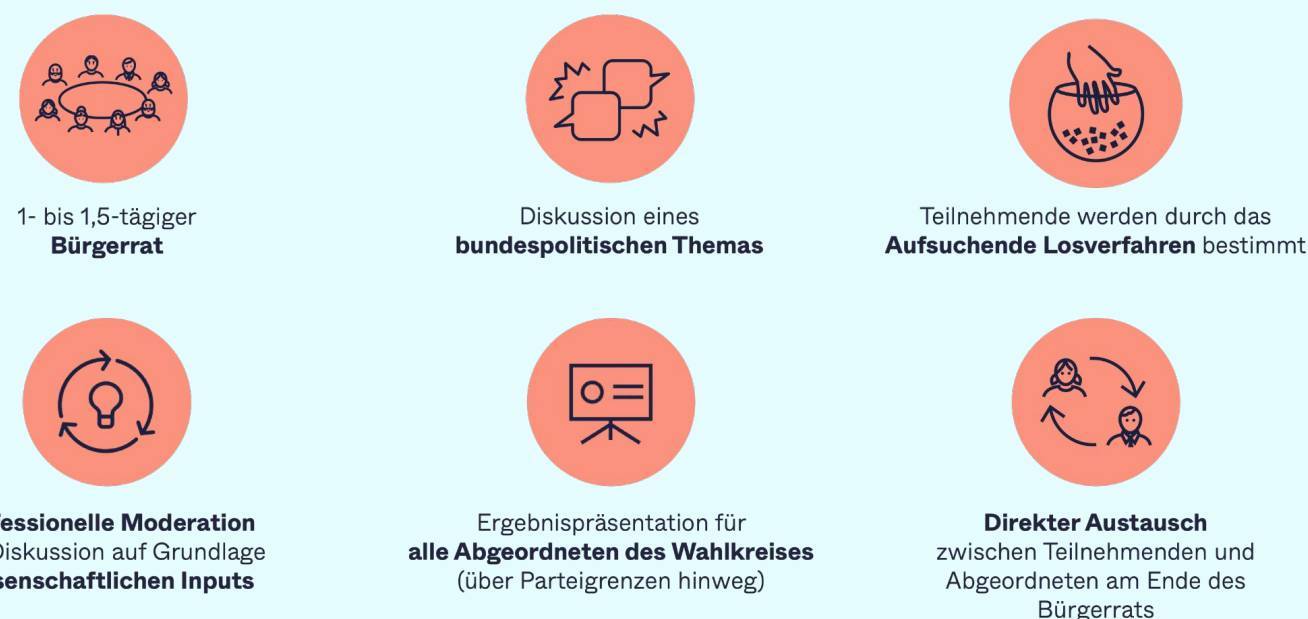 1- bis 1,5-tägiger
Bürgerrat
Diskussion eines
bundespolitischen Themas
Teilnehmende werden durch das
Aufsuchende Losverfahren bestimmt
Moderation
Diskussion auf Grundlage
Inputs
Ergebnispräsentation für
alle Abgeordneten des Wahlkreises
(über Parteigrenzen hinweg)
Direkter Austausch
zwischen Teilnehmenden und
Abgeordneten am Ende des
Bürgerrats